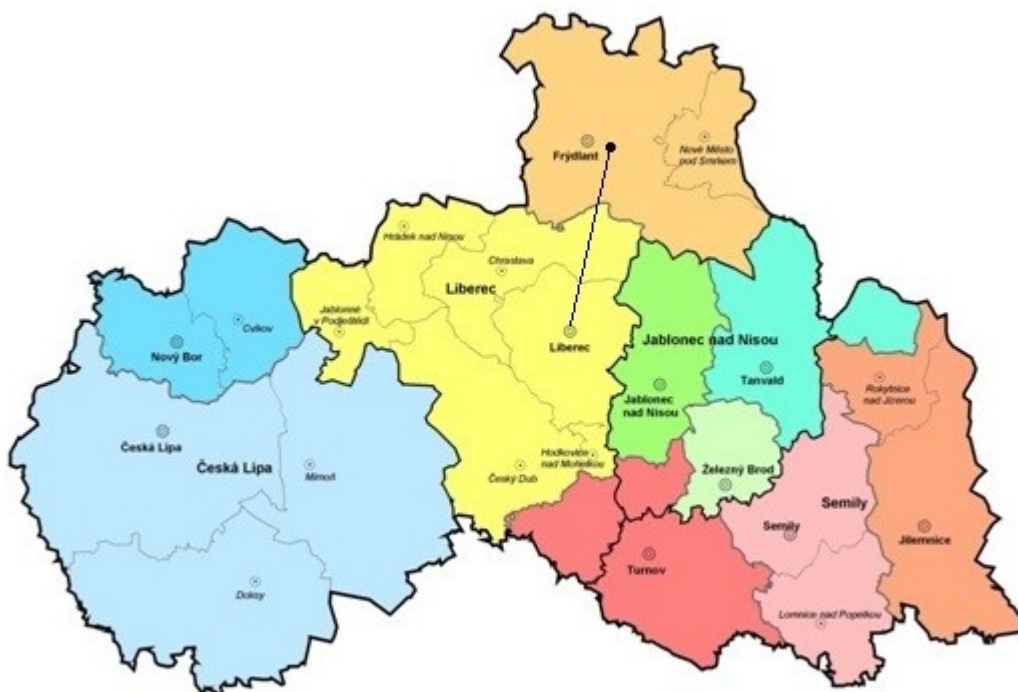 Frýdlant
Nové Město
pod Smrkem
Hrádek nad Nisou
Chrastava
Liberec
Jablonné
v Podještědí
Cvikov
Nový Bor
Liberec
Jablonec nad Nisou
Tanvald
Jablonec
nad Nisou
Rokytnice
nad Jizerou
Česká Lípa
Česká Lípa
Mimoň
Hodkovice
nad Mohelkou
Český Dub
Železný Brod
Semily
Semily
Jilemnice
Turnov
Doksy
Lomnice nad Popelkou